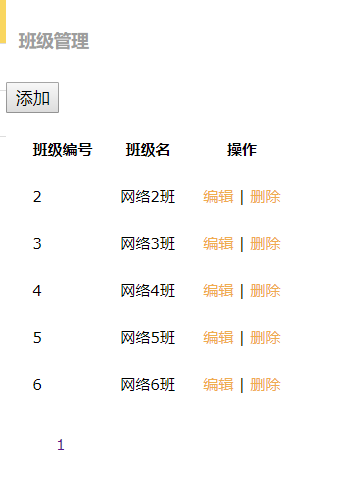 班级管理
添加
班级编号 班级名 操作
2 网络2班 编辑 | 删除
3 网络3班 编辑 | 删除
4 网络4班 编辑 | 删除
5 网络5班 编辑 | 删除
6 网络6班 编辑 | 删除
1